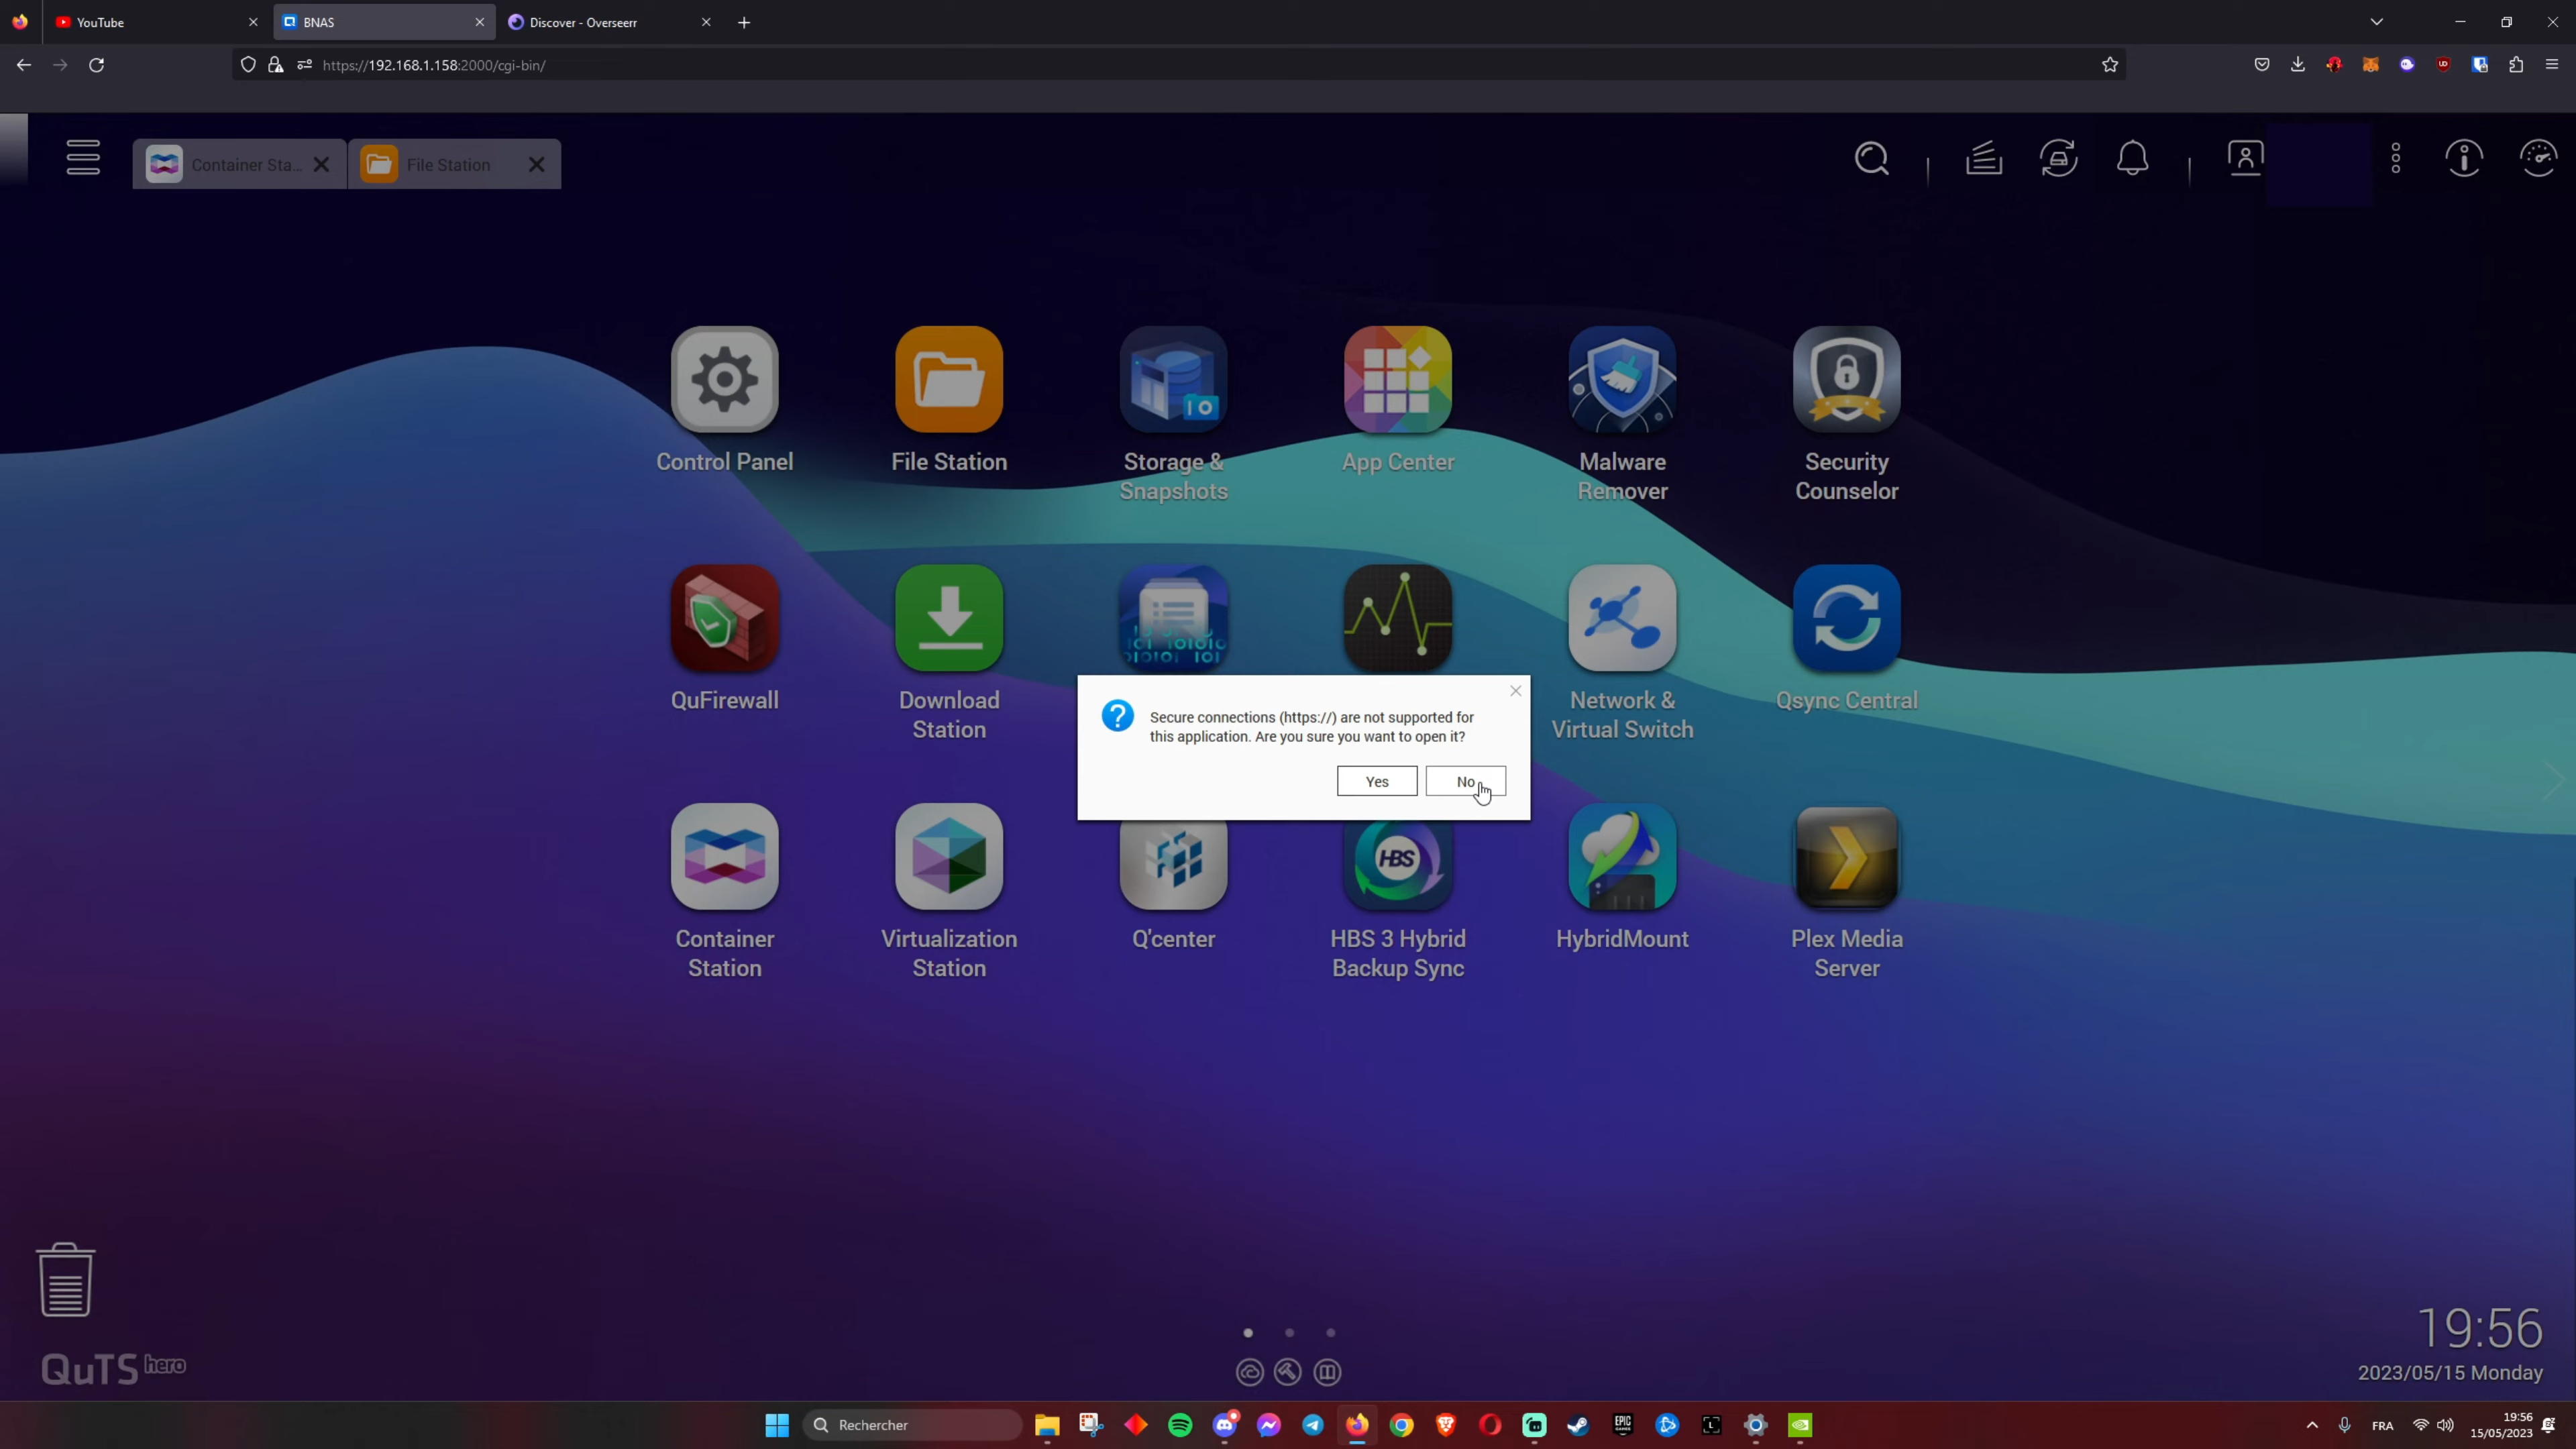 YouTube
BNAS
Discover - Overseerr
https://192.168.1.158:2000/cgi-bin/
UD
Container Sta...
File Station
Control Panel
File Station
Storage &
Snapshots
App Center
Malware
Remover
Security
Counselor
QuFirewall
Download
Station
Network &
Virtual Switch
Qsync Central
Secure connections (https://) are not supported for
this application. Are you sure you want to open it?
Yes
No
HBS
Container
Station
Virtualization
Station
Q'center
HBS 3 Hybrid
Backup Sync
HybridMount
Plex Media
Server
19:56
2023/05/15 Monday
QuTS hero
Rechercher
EPIC
GAMES
L
FRA
19:56
15/05/2023